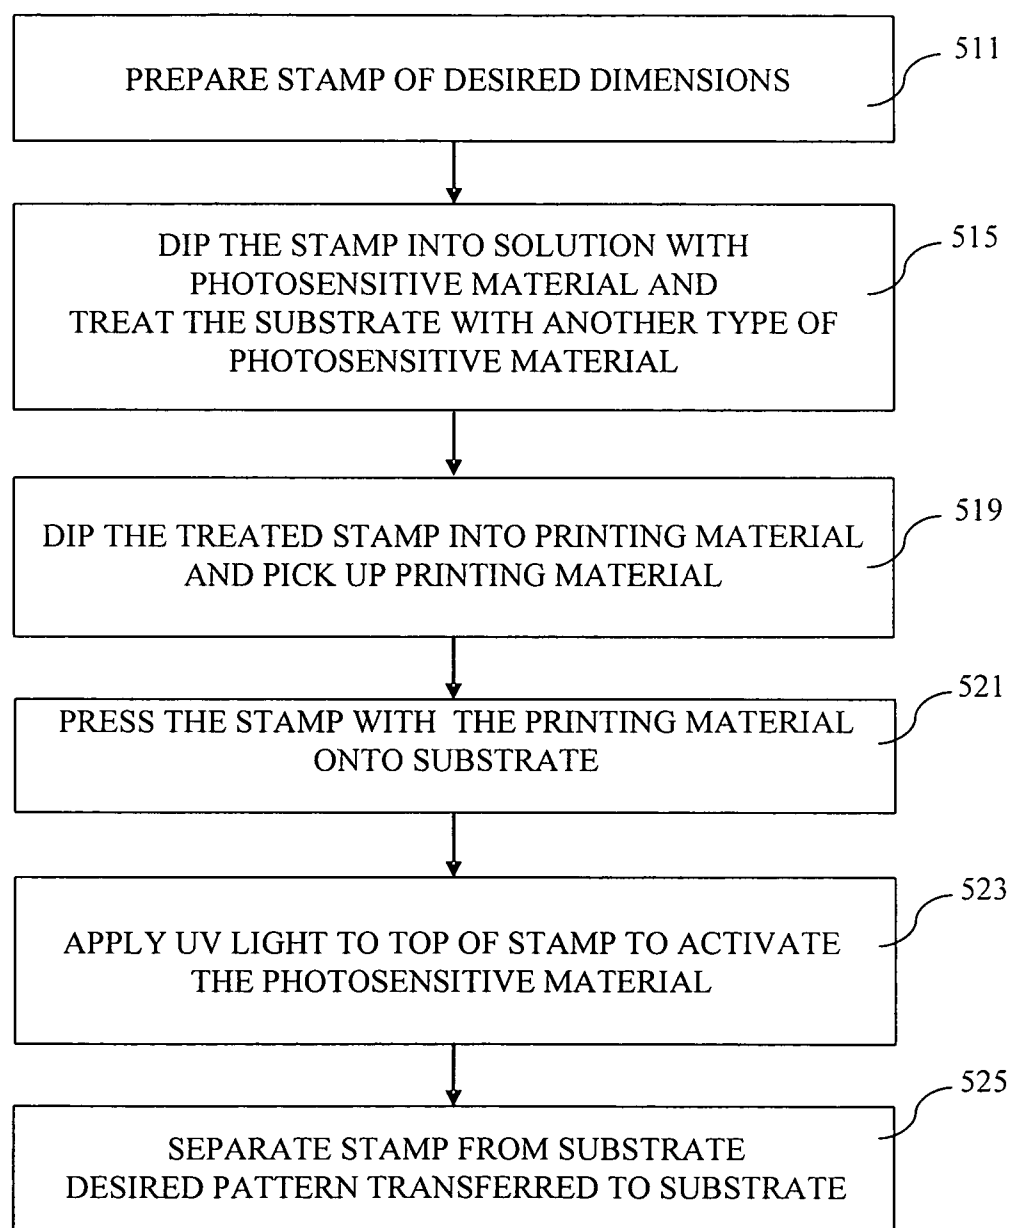 511
PREPARE STAMP OF DESIRED DIMENSIONS
515
DIP THE STAMP INTO SOLUTION WITH
PHOTOSENSITIVE MATERIAL AND
TREAT THE SUBSTRATE WITH ANOTHER TYPE OF
PHOTOSENSITIVE MATERIAL
519
DIP THE TREATED STAMP INTO PRINTING MATERIAL
AND PICK UP PRINTING MATERIAL
521
PRESS THE STAMP WITH THE PRINTING MATERIAL
ONTO SUBSTRATE
523
APPLY UV LIGHT TO TOP OF STAMP TO ACTIVATE
THE PHOTOSENSITIVE MATERIAL
525
SEPARATE STAMP FROM SUBSTRATE
DESIRED PATTERN TRANSFERRED TO SUBSTRATE